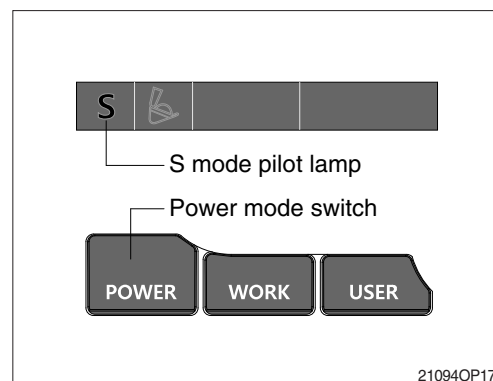 S
S mode pilot lamp
Power mode switch
POWER WORK USER
21094OP17